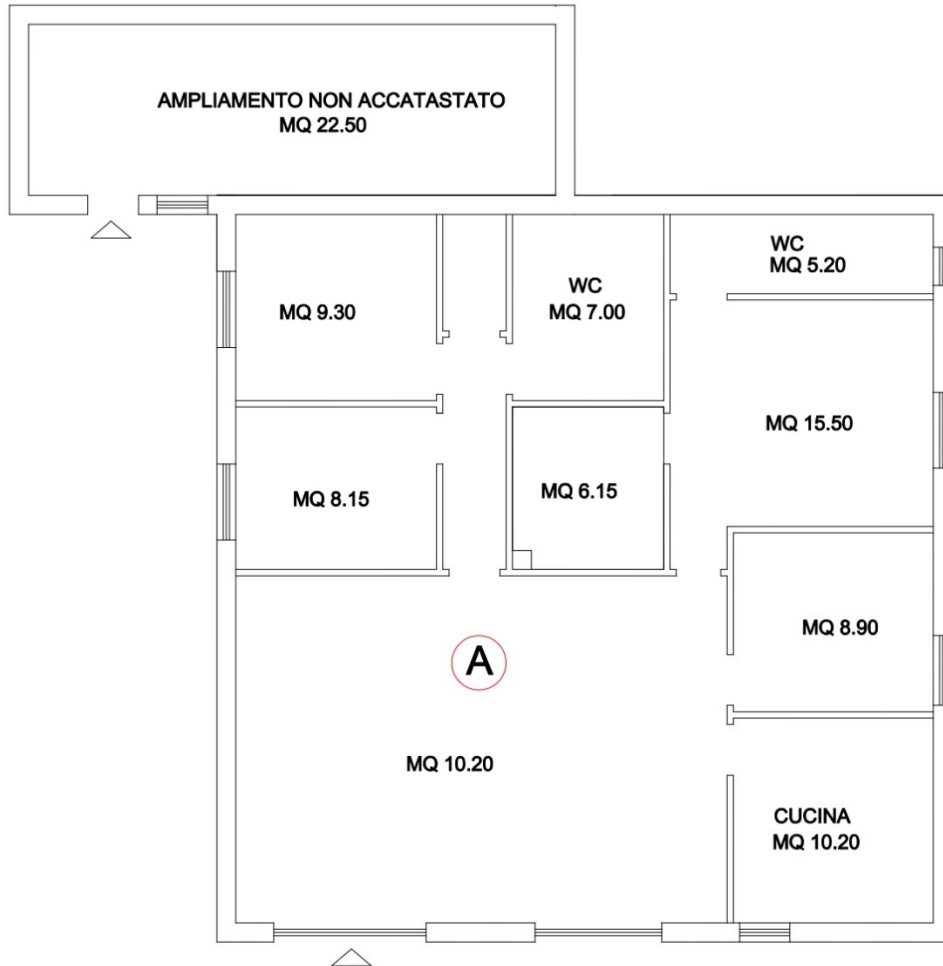 AMPLIAMENTO NON ACCATASTATO
MQ 22.50
WC
MQ 5.20
MQ 9.30
WC
MQ 7.00
MQ 15.50
MQ 8.15
MQ 6.15
MQ 8.90
A
MQ 10.20
CUCINA
MQ 10.20